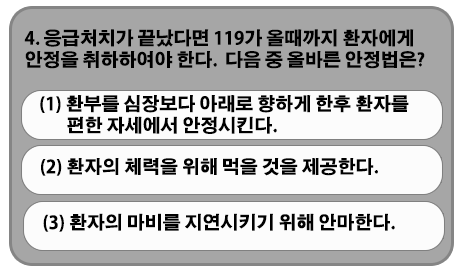 4. 응급처치가 끝났다면 119가 올때까지 환자에게
안정을 취하하여야 한다. 다음 중 올바른 안정법은?
(1) 환부를 심장보다 아래로 향하게 한후 환자를
편한 자세에서 안정시킨다.
(2) 환자의 체력을 위해 먹을 것을 제공한다.
(3) 환자의 마비를 지연시키기 위해 안마한다.